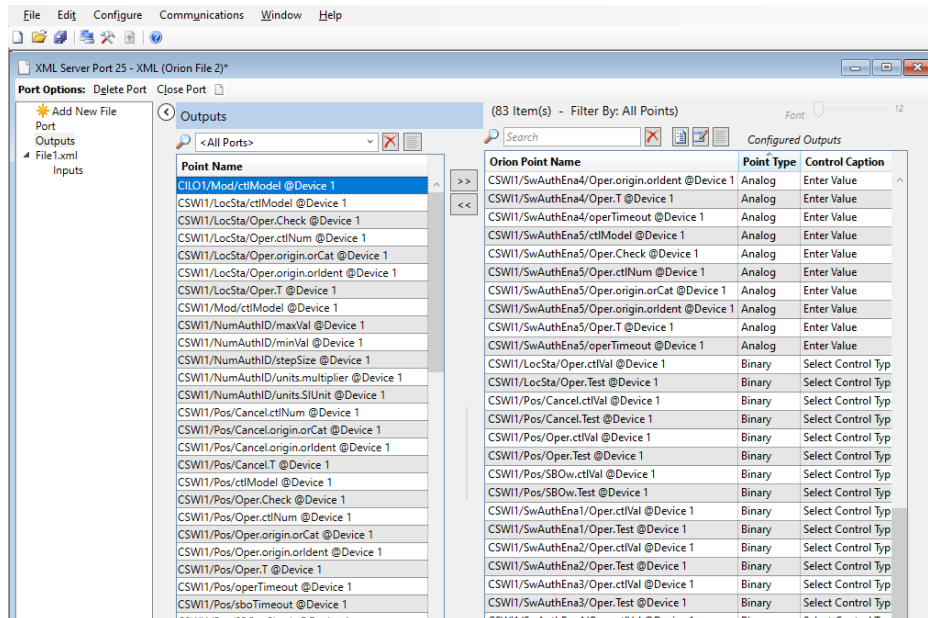 File Edit Configure Communications Window Help
XML Server Port 25 - XML (Orion File 2)*
Port Options: Delete Port Close Port
Add New File
Port
Outputs
File1.xml
Inputs
Outputs
<All Ports>
Point Name
CILO1/Mod/ctlModel @Device 1
CSWI1/LocSta/ctlModel @Device 1
CSWI1/LocSta/Oper.Check @Device 1
CSWI1/LocSta/Oper.ctlNum @Device 1
CSWI1/LocSta/Oper.origin.orCat @Device 1
CSWI1/LocSta/Oper.origin.orIdent @Device 1
CSWI1/LocSta/Oper.T @Device 1
CSWI1/Mod/ctlModel @Device 1
CSWI1/NumAuthID/maxVal @Device 1
CSWI1/NumAuthID/minVal @Device 1
CSWI1/NumAuthID/stepSize @Device 1
CSWI1/NumAuthID/units.multiplier @Device 1
CSWI1/NumAuthID/units.SIUnit @Device 1
CSWI1/Pos/Cancel.ctlNum @Device 1
CSWI1/Pos/Cancel.origin.orCat @Device 1
CSWI1/Pos/Cancel.origin.orIdent @Device 1
CSWI1/Pos/Cancel.T @Device 1
CSWI1/Pos/ctlModel @Device 1
CSWI1/Pos/Oper.Check @Device 1
CSWI1/Pos/Oper.ctlNum @Device 1
CSWI1/Pos/Oper.origin.orCat @Device 1
CSWI1/Pos/Oper.origin.orIdent @Device 1
CSWI1/Pos/Oper.T @Device 1
CSWI1/Pos/operTimeout @Device 1
CSWI1/Pos/sboTimeout @Device 1
>>
<<
(83 Item(s) - Filter By: All Points)
Font 12
Search
Configured Outputs
Orion Point Name Point Type Control Caption
CSWI1/SwAuthEna4/Oper.origin.orIdent @Device 1 Analog Enter Value
CSWI1/SwAuthEna4/Oper.T @Device 1 Analog Enter Value
CSWI1/SwAuthEna4/operTimeout @Device 1 Analog Enter Value
CSWI1/SwAuthEna5/ctlModel @Device 1 Analog Enter Value
CSWI1/SwAuthEna5/Oper.Check @Device 1 Analog Enter Value
CSWI1/SwAuthEna5/Oper.ctlNum @Device 1 Analog Enter Value
CSWI1/SwAuthEna5/Oper.origin.orCat @Device 1 Analog Enter Value
CSWI1/SwAuthEna5/Oper.origin.orIdent @Device 1 Analog Enter Value
CSWI1/SwAuthEna5/Oper.T @Device 1 Analog Enter Value
CSWI1/SwAuthEna5/operTimeout @Device 1 Analog Enter Value
CSWI1/LocSta/Oper.ctlVal @Device 1 Binary Select Control Typ
CSWI1/LocSta/Oper.Test @Device 1 Binary Select Control Typ
CSWI1/Pos/Cancel.ctlVal @Device 1 Binary Select Control Typ
CSWI1/Pos/Cancel.Test @Device 1 Binary Select Control Typ
CSWI1/Pos/Oper.ctlVal @Device 1 Binary Select Control Typ
CSWI1/Pos/Oper.Test @Device 1 Binary Select Control Typ
CSWI1/Pos/SBOw.ctlVal @Device 1 Binary Select Control Typ
CSWI1/Pos/SBOw.Test @Device 1 Binary Select Control Typ
CSWI1/SwAuthEna1/Oper.ctlVal @Device 1 Binary Select Control Typ
CSWI1/SwAuthEna1/Oper.Test @Device 1 Binary Select Control Typ
CSWI1/SwAuthEna2/Oper.ctlVal @Device 1 Binary Select Control Typ
CSWI1/SwAuthEna2/Oper.Test @Device 1 Binary Select Control Typ
CSWI1/SwAuthEna3/Oper.ctlVal @Device 1 Binary Select Control Typ
CSWI1/SwAuthEna3/Oper.Test @Device 1 Binary Select Control Typ